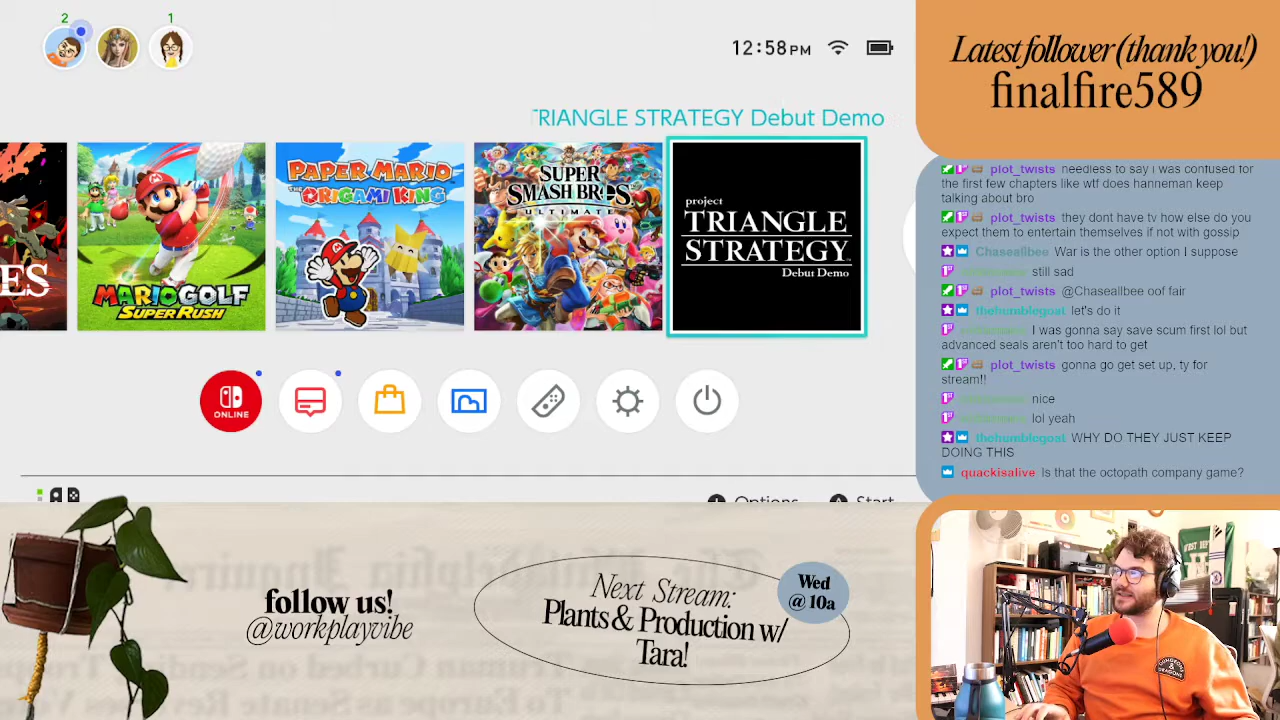 2
1
12:58 PM
TRIANGLE STRATEGY Debut Demo
ES
MARIO GOLF
SUPER RUSH
PAPER MARIO
THE ORIGAMI KING
SUPER
SMASH BROS.
ULTIMATE
project
TRIANGLE
STRATEGY
Debut Demo
ONLINE
Options
Start
Latest follower (thank you!)
finalfire589
plot_twists needless to say i was confused for
the first few chapters like wtf does hanneman keep
talking about bro
plot_twists they dont have tv how else do you
expect them to entertain themselves if not with gossip
Chaseallbee War is the other option I suppose
still sad
plot_twists @Chaseallbee oof fair
thehumblegoat let's do it
I was gonna say save scum first lol but
advanced seals aren't too hard to get
plot_twists gonna go get set up, ty for
stream!!
nice
lol yeah
thehumblegoat WHY DO THEY JUST KEEP
DOING THIS
quackisalive Is that the octopath company game?
follow us!
@workplayvibe
Next Stream:
Plants & Production w/
Tara!
Wed
@ 10a
DUNGEONS
&
DRAGONS